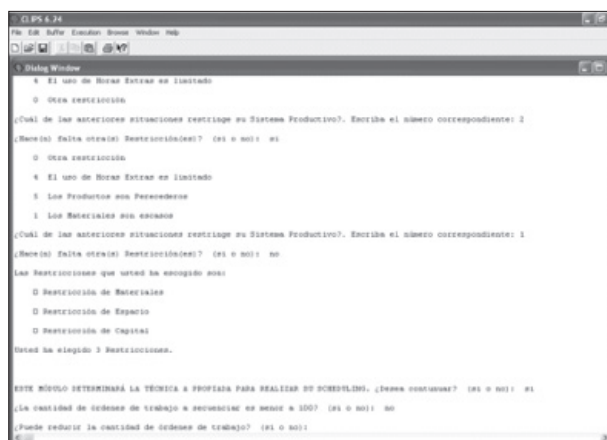 CLIPS 6.24
File Edit Buffer Execution Browse Window Help
Dialog Window
4 El uso de Horas Extras es limitado
0 Otra restricción
¿Cuál de las anteriores situaciones restringe su Sistema Productivo?. Escriba el número correspondiente: 2
¿Hace(n) falta otra(s) Restricción(es)? (si o no): si
0 Otra restricción
4 El uso de Horas Extras es limitado
5 Los Productos son Perecederos
1 Los Materiales son escasos
¿Cuál de las anteriores situaciones restringe su Sistema Productivo?. Escriba el número correspondiente: 1
¿Hace(n) falta otra(s) Restricción(es)? (si o no): no
Las Restricciones que usted ha escogido son:
Restricción de Materiales
Restricción de Espacio
Restricción de Capital
Usted ha elegido 3 Restricciones.
ESTE MÓDULO DETERMINARÁ LA TÉCNICA A PROPIADA PARA REALIZAR SU SCHEDULING. ¿Desea contunuar? (si o no): si
¿La cantidad de órdenes de trabajo a secuenciar es menor a 100? (si o no): no
¿Puede reducir la cantidad de órdenes de trabajo? (si o no):